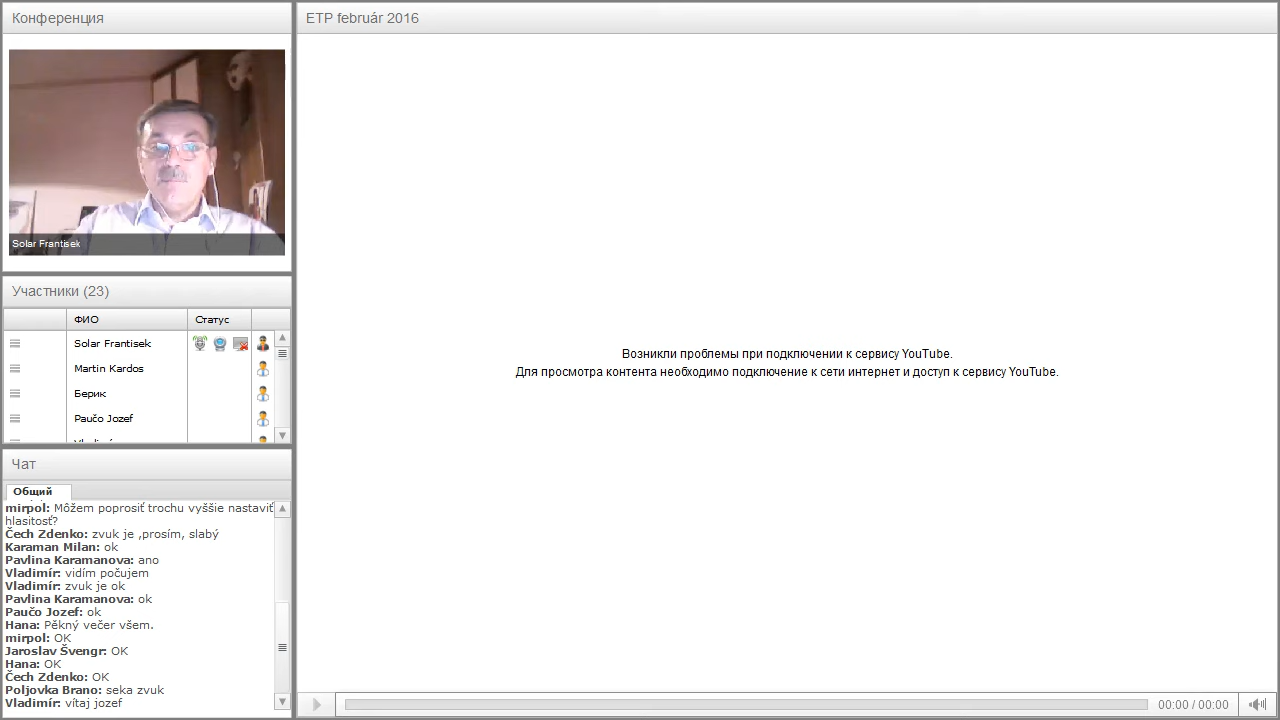 Конференция
Solar Frantisek
Участники (23)
ФИО Статус
Solar Frantisek
Martin Kardos
Берик
Paučo Jozef
Чат
Общий
mirpol: Môžem poprosiť trochu vyššie nastaviť
hlasitosť?
Čech Zdenko: zvuk je ,prosím, slabý
Karaman Milan: ok
Pavlina Karamanova: ano
Vladimír: vidím počujem
Vladimír: zvuk je ok
Pavlina Karamanova: ok
Paučo Jozef: ok
Hana: Pěkný večer všem.
mirpol: OK
Jaroslav Švengr: OK
Hana: OK
Čech Zdenko: OK
Poljovka Brano: seka zvuk
Vladimír: vítaj jozef
ETP február 2016
Возникли проблемы при подключении к сервису YouTube.
Для просмотра контента необходимо подключение к сети интернет и доступ к сервису YouTube.
00:00 / 00:00